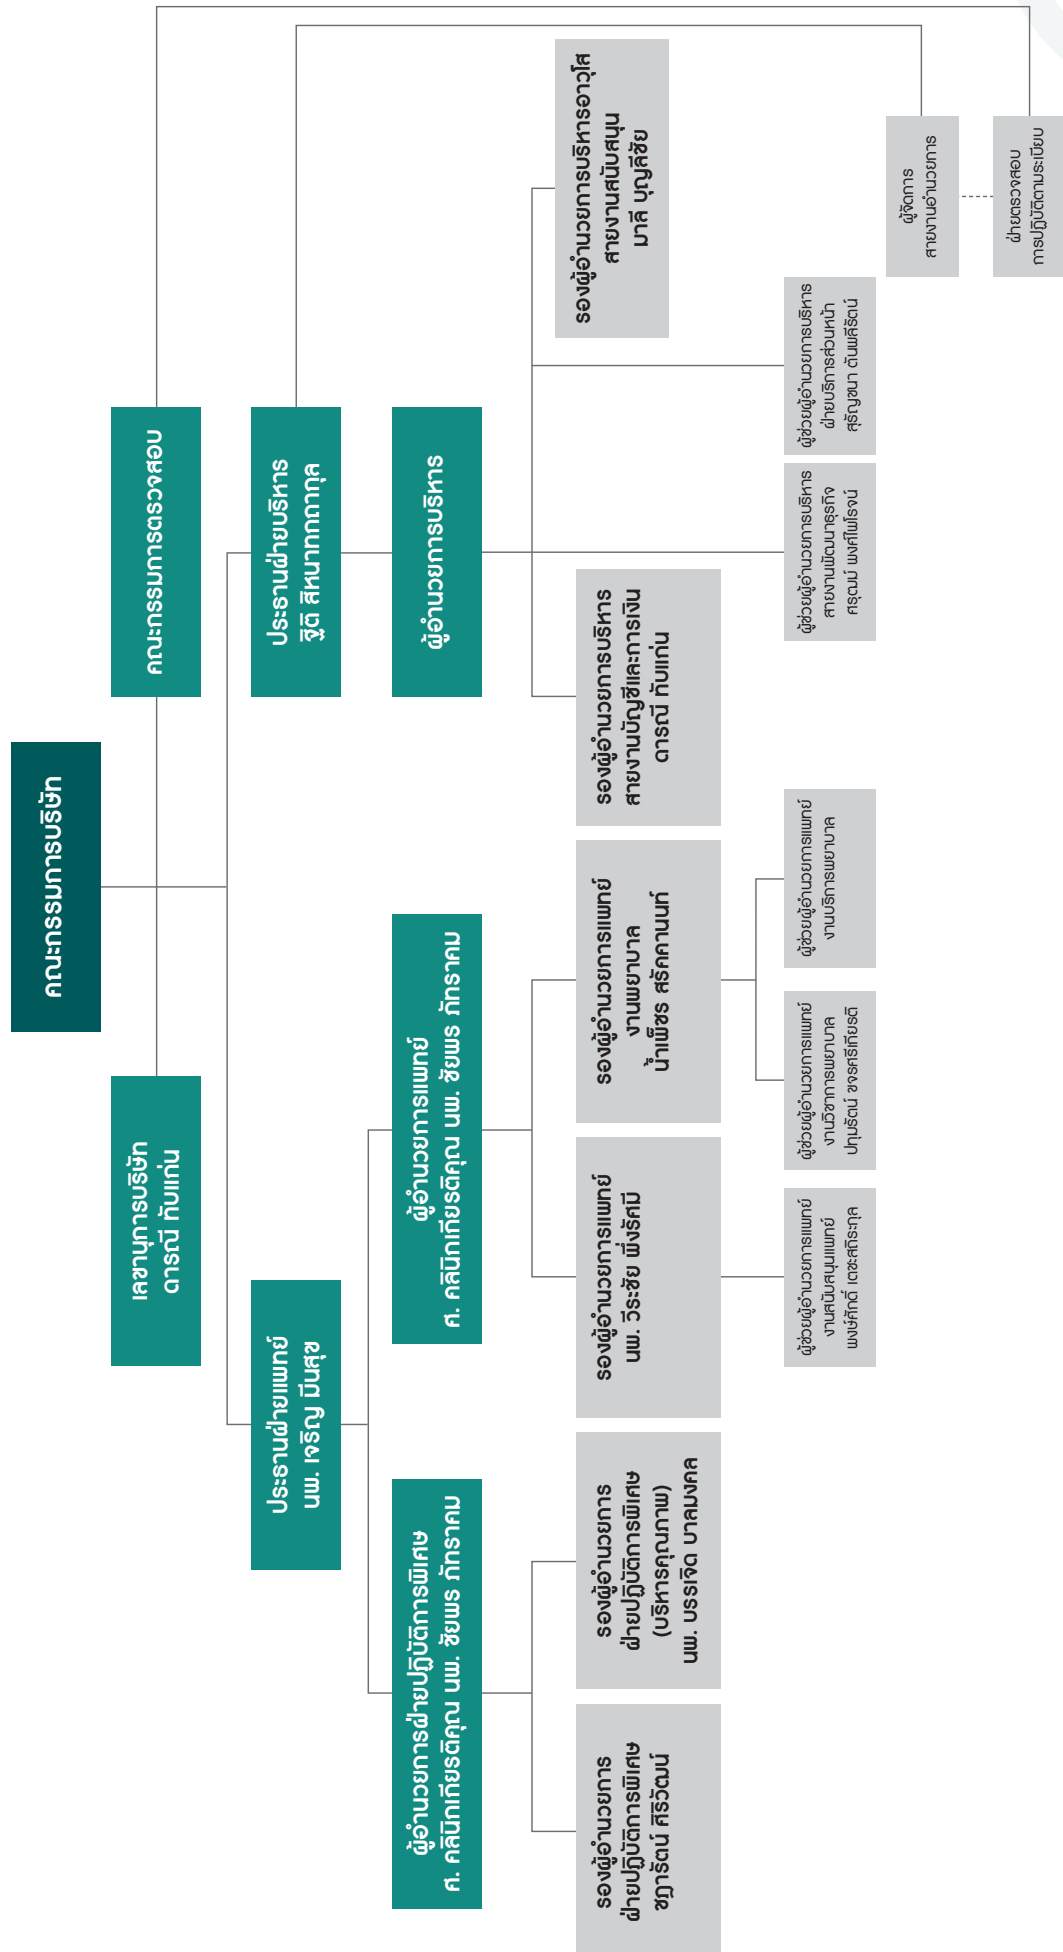 คณะกรรมการบริษัท
เลขานุการบริษัท
ดารณี ทับแก่น
คณะกรรมการตรวจสอบ
ประธานฝ่ายแพทย์
นพ. เจริญ มีนสุข
ประธานฝ่ายบริหาร
ฐิติ สิหนาทกถากุล
ผู้อำนวยการฝ่ายปฏิบัติการพิเศษ
ศ. คลินิกเกียรติคุณ นพ. ชัยพร ภัทราคม
ผู้อำนวยการแพทย์
ศ. คลินิกเกียรติคุณ นพ. ชัยพร ภัทราคม
ผู้อำนวยการบริหาร
รองผู้อำนวยการ
ฝ่ายปฏิบัติการพิเศษ
ชฎารัตน์ ศิริวัฒน์
รองผู้อำนวยการ
ฝ่ายปฏิบัติการพิเศษ
(บริหารคุณภาพ)
นพ. บรรเจิด บาลมงคล
รองผู้อำนวยการแพทย์
นพ. วีระชัย พึ่งรัศมี
รองผู้อำนวยการแพทย์
งานพยาบาล
น้ำเพ็ชร สรัคคานนท์
รองผู้อำนวยการบริหาร
สายงานบัญชีและการเงิน
ดารณี ทับแก่น
รองผู้อำนวยการบริหารอาวุโส
สายงานสนับสนุน
มาลี บุญลีชัย
ผู้ช่วยผู้อำนวยการแพทย์
งานสนับสนุนแพทย์
พงษ์ศักดิ์ เตชะสถิระกุล
ผู้ช่วยผู้อำนวยการแพทย์
งานวิชาการพยาบาล
ปทุมรัตน์ ขจรศรีเกียรติ
ผู้ช่วยผู้อำนวยการแพทย์
งานบริการพยาบาล
ผู้ช่วยผู้อำนวยการบริหาร
สายงานพัฒนาธุรกิจ
ศรุตม์ พงศ์ไพโรจน์
ผู้ช่วยผู้อำนวยการบริหาร
ฝ่ายบริการส่วนหน้า
สุรัญชนา ตันพสิรัตน์
ผู้จัดการ
สายงานอำนวยการ
ฝ่ายตรวจสอบ
การปฏิบัติตามระเบียบ